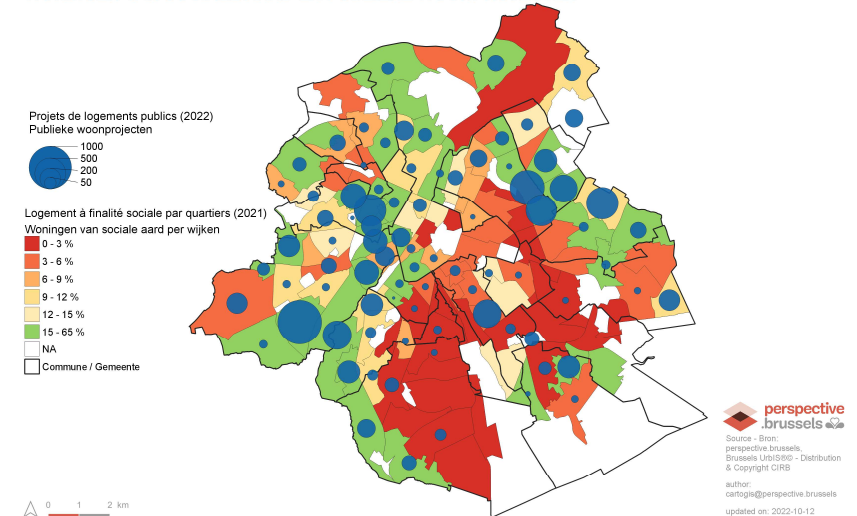 Projets de logements publics (2022)
Publieke woonprojecten
1000
500
200
50
Logement à finalité sociale par quartiers (2021)
Woningen van sociale aard per wijken
0 - 3 %
3 - 6 %
6 - 9 %
9 - 12 %
12 - 15 %
15 - 65 %
NA
Commune / Gemeente
0 1 2 km
perspective
.brussels
Source - Bron:
perspective.brussels,
Brussels UrbIS®© - Distribution
& Copyright CIRB
author:
cartogis@perspective.brussels
updated on: 2022-10-12